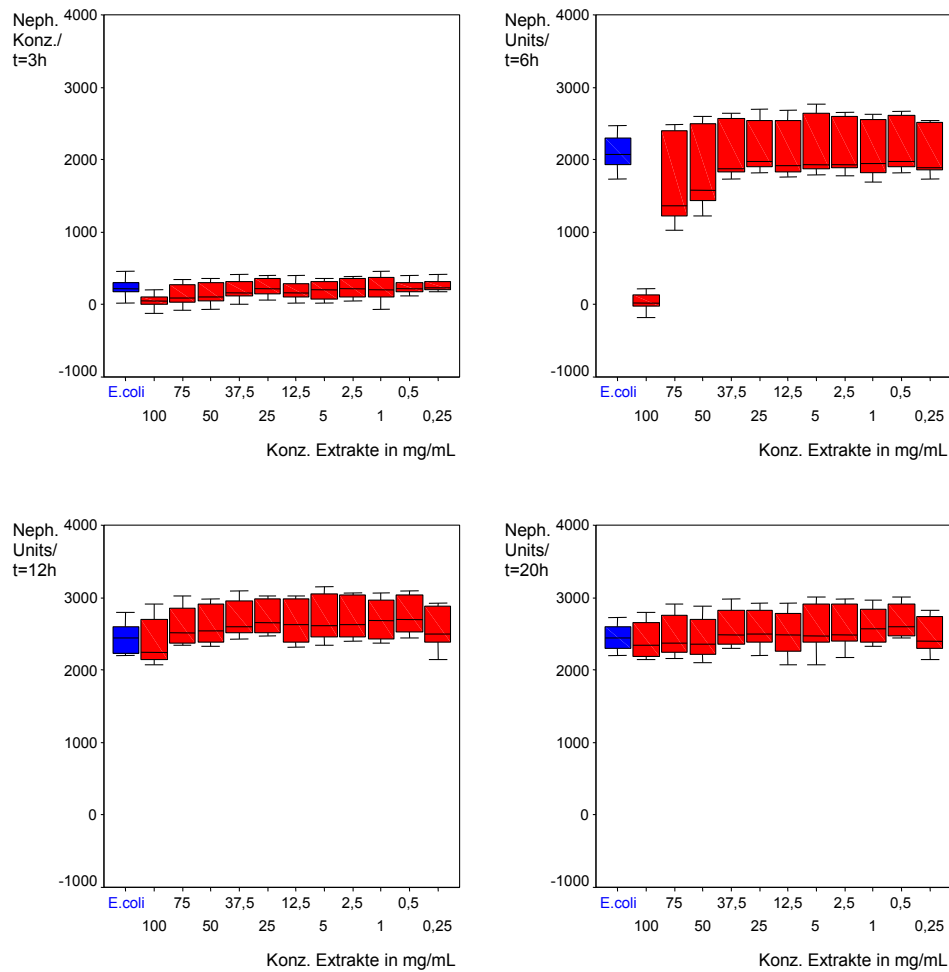 Neph.
Konz./
t=3h
4000
3000
2000
1000
0
-1000
E.coli 75 37,5 12,5 2,5 0,5
100 50 25 5 1 0,25
Konz. Extrakte in mg/mL
Neph.
Units/
t=6h
4000
3000
2000
1000
0
-1000
E.coli 75 37,5 12,5 2,5 0,5
100 50 25 5 1 0,25
Konz. Extrakte in mg/mL
Neph.
Units/
t=12h
4000
3000
2000
1000
0
-1000
E.coli 75 37,5 12,5 2,5 0,5
100 50 25 5 1 0,25
Konz. Extrakte in mg/mL
Neph.
Units/
t=20h
4000
3000
2000
1000
0
-1000
E.coli 75 37,5 12,5 2,5 0,5
100 50 25 5 1 0,25
Konz. Extrakte in mg/mL